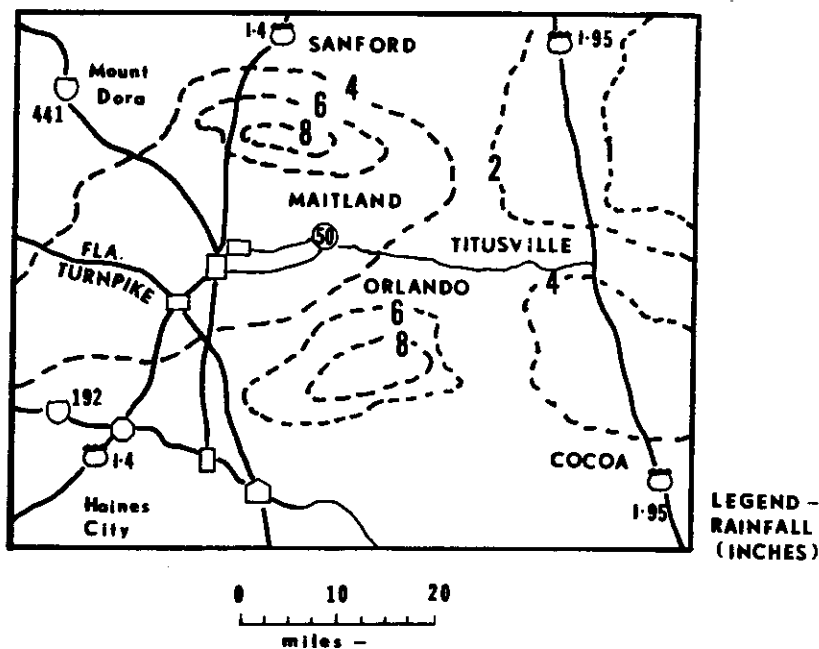 I-4
SANFORD
I-95
Mount
Dora
441
4
6
8
2
1
MAITLAND
50
TITUSVILLE
FLA.
TURNPIKE
ORLANDO
4
6
8
192
I-4
COCOA
Haines
City
I-95
LEGEND –
RAINFALL
(INCHES)
0 10 20
miles –